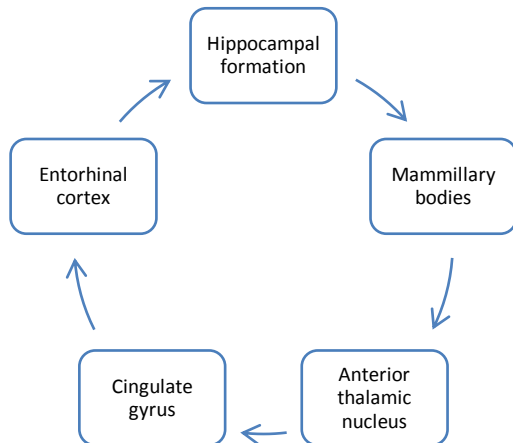 Hippocampal
formation
Mammillary
bodies
Anterior
thalamic
nucleus
Cingulate
gyrus
Entorhinal
cortex